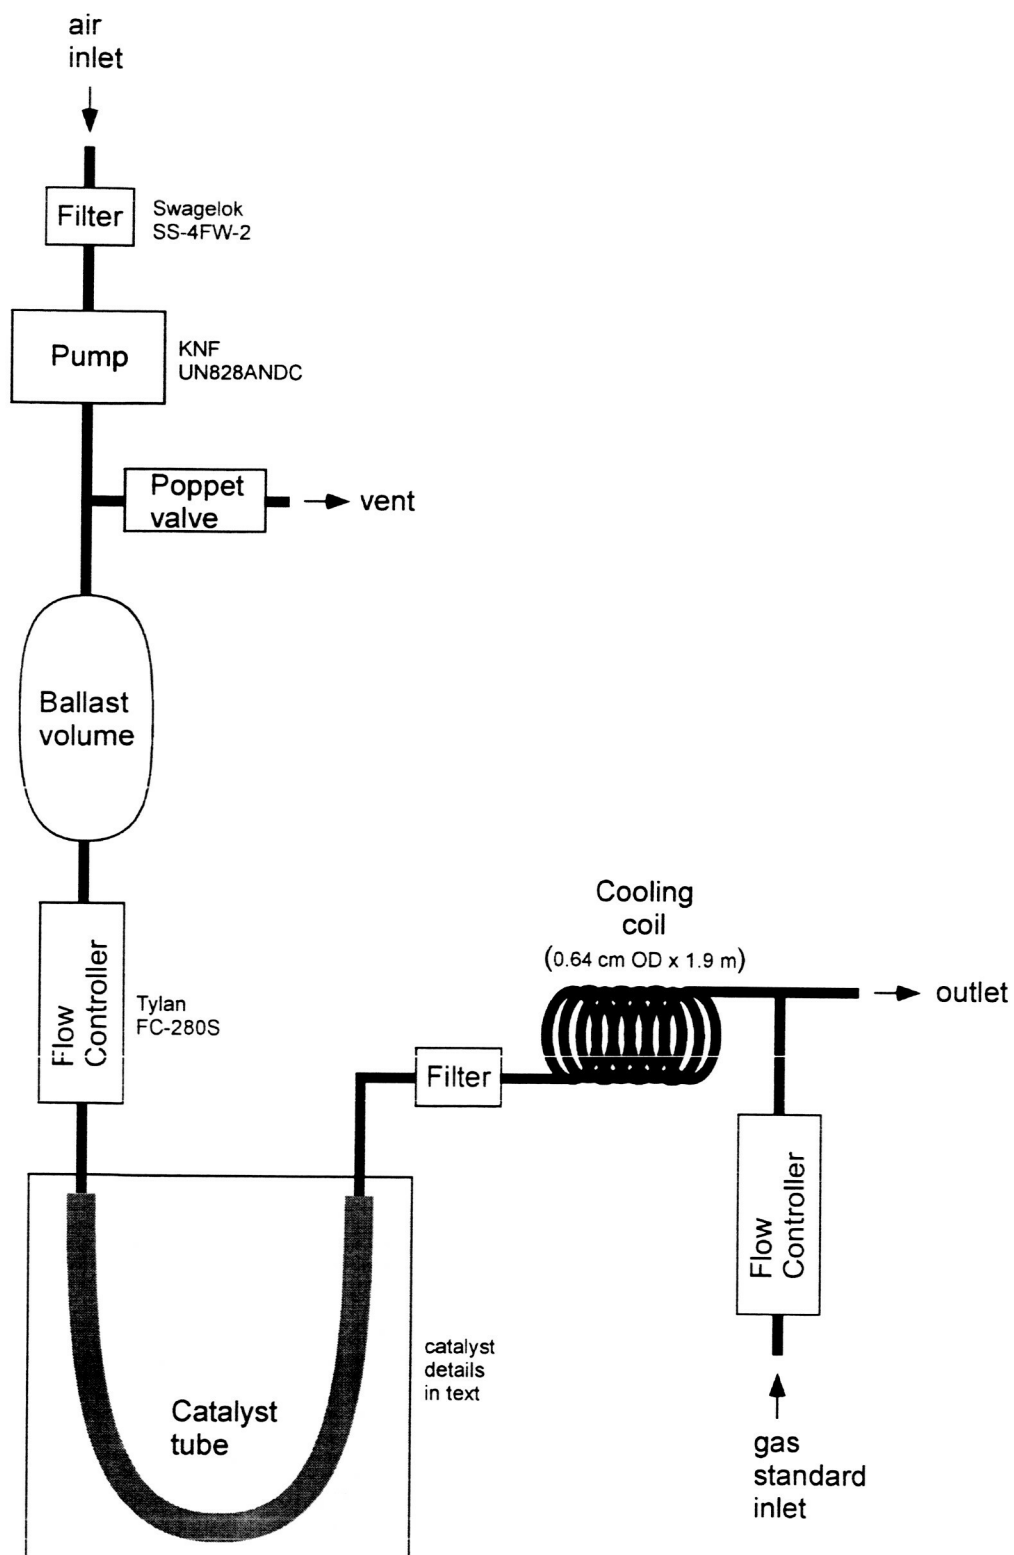 air
inlet
Filter
Swagelok
SS-4FW-2
Pump
KNF
UN828ANDC
Poppet
valve
vent
Ballast
volume
Flow
Controller
Tylan
FC-280S
Cooling
coil
(0.64 cm OD x 1.9 m)
outlet
Filter
Flow
Controller
catalyst
details
in text
Catalyst
tube
gas
standard
inlet